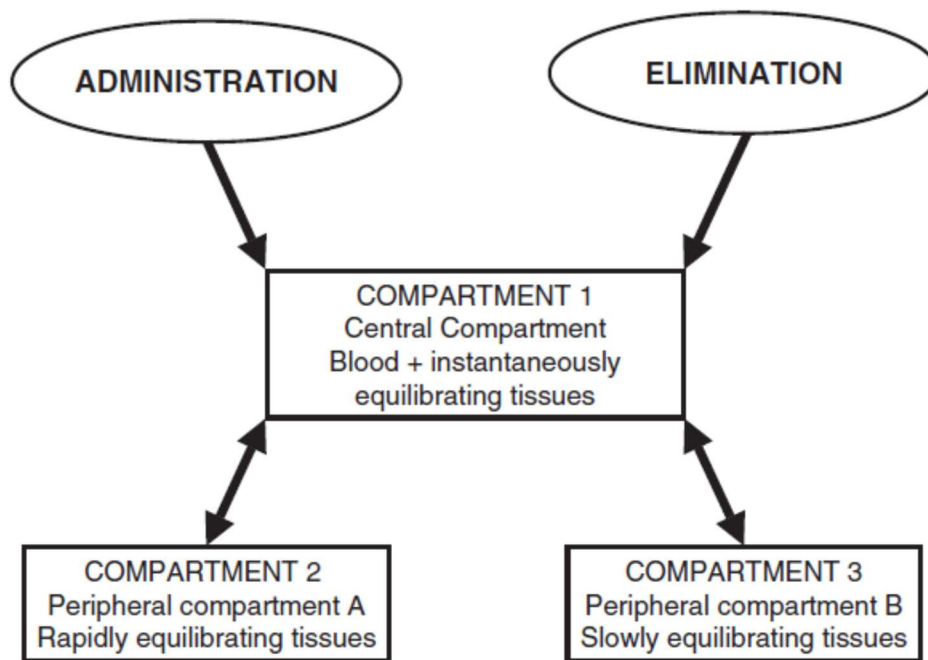 ADMINISTRATION
ELIMINATION
COMPARTMENT 1
Central Compartment
Blood + instantaneously
equilibrating tissues
COMPARTMENT 2
Peripheral compartment A
Rapidly equilibrating tissues
COMPARTMENT 3
Peripheral compartment B
Slowly equilibrating tissues